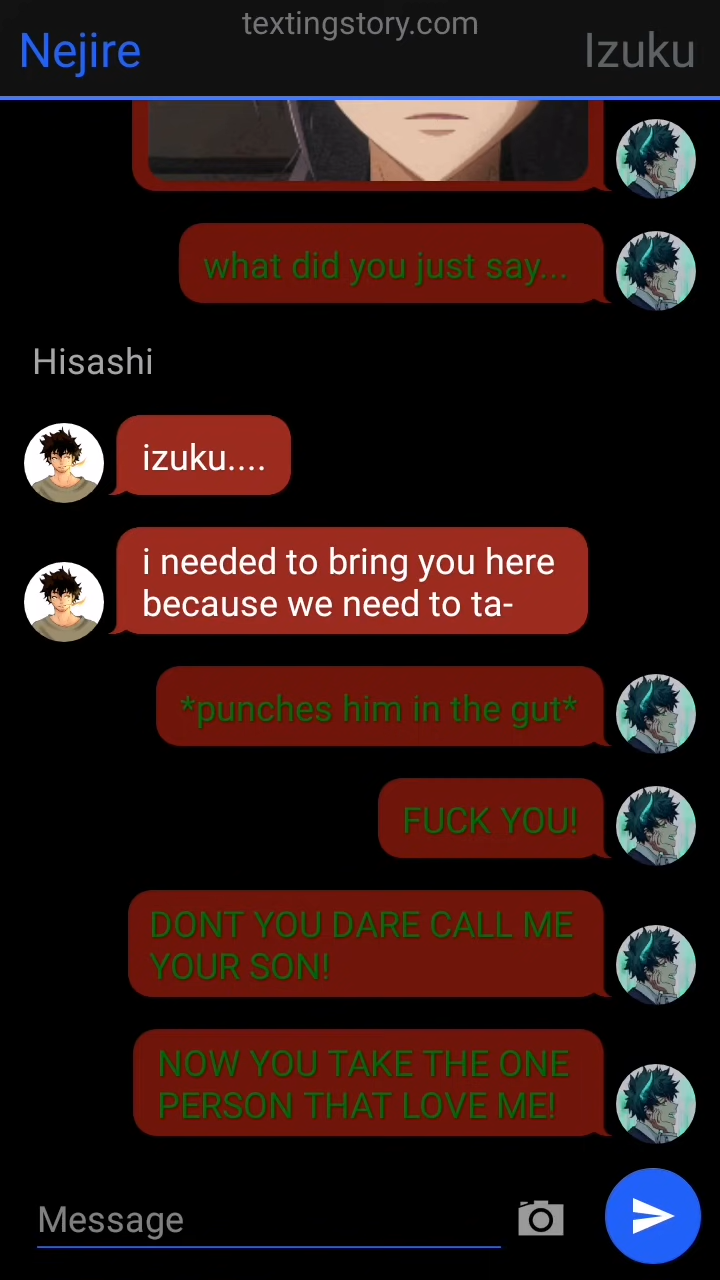 textingstory.com
Nejire
Izuku
what did you just say...
Hisashi
izuku....
i needed to bring you here
because we need to ta-
*punches him in the gut*
FUCK YOU!
DONT YOU DARE CALL ME
YOUR SON!
NOW YOU TAKE THE ONE
PERSON THAT LOVE ME!
Message